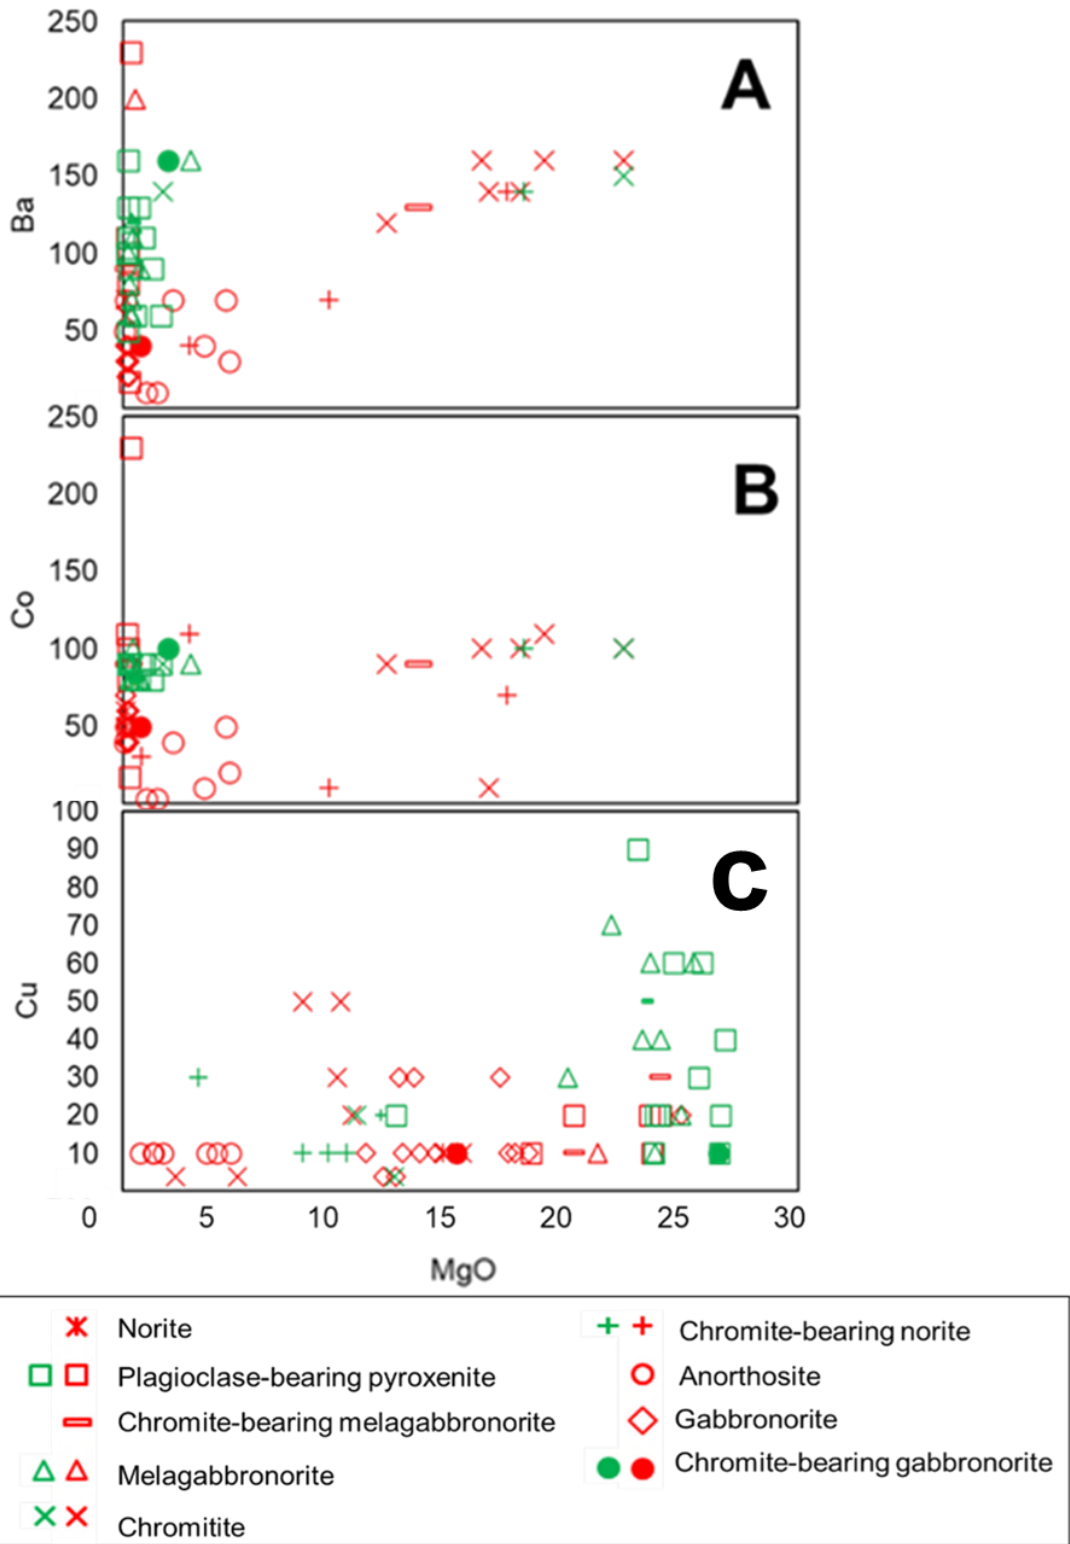 250
A
200
150
Ba
100
50
250
B
200
150
Co
100
50
100
C
90
80
70
60
Cu
50
40
30
20
10
0 5 10 15 20 25 30
MgO
Norite
Chromite-bearing norite
Plagioclase-bearing pyroxenite
Anorthosite
Chromite-bearing melagabbronorite
Gabbronorite
Melagabbronorite
Chromite-bearing gabbronorite
Chromitite